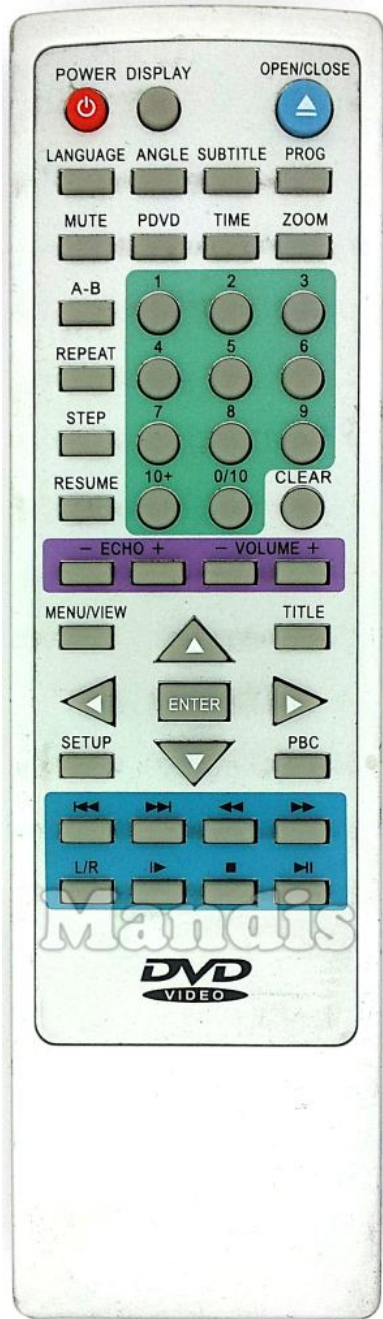 POWER DISPLAY OPEN/CLOSE
LANGUAGE ANGLE SUBTITLE PROG
MUTE PDVD TIME ZOOM
A-B 1 2 3
REPEAT 4 5 6
STEP 7 8 9
RESUME 10+ 0/10 CLEAR
- ECHO + - VOLUME +
MENU/VIEW TITLE
ENTER
SETUP PBC
L/R
Mandis
DVD
VIDEO